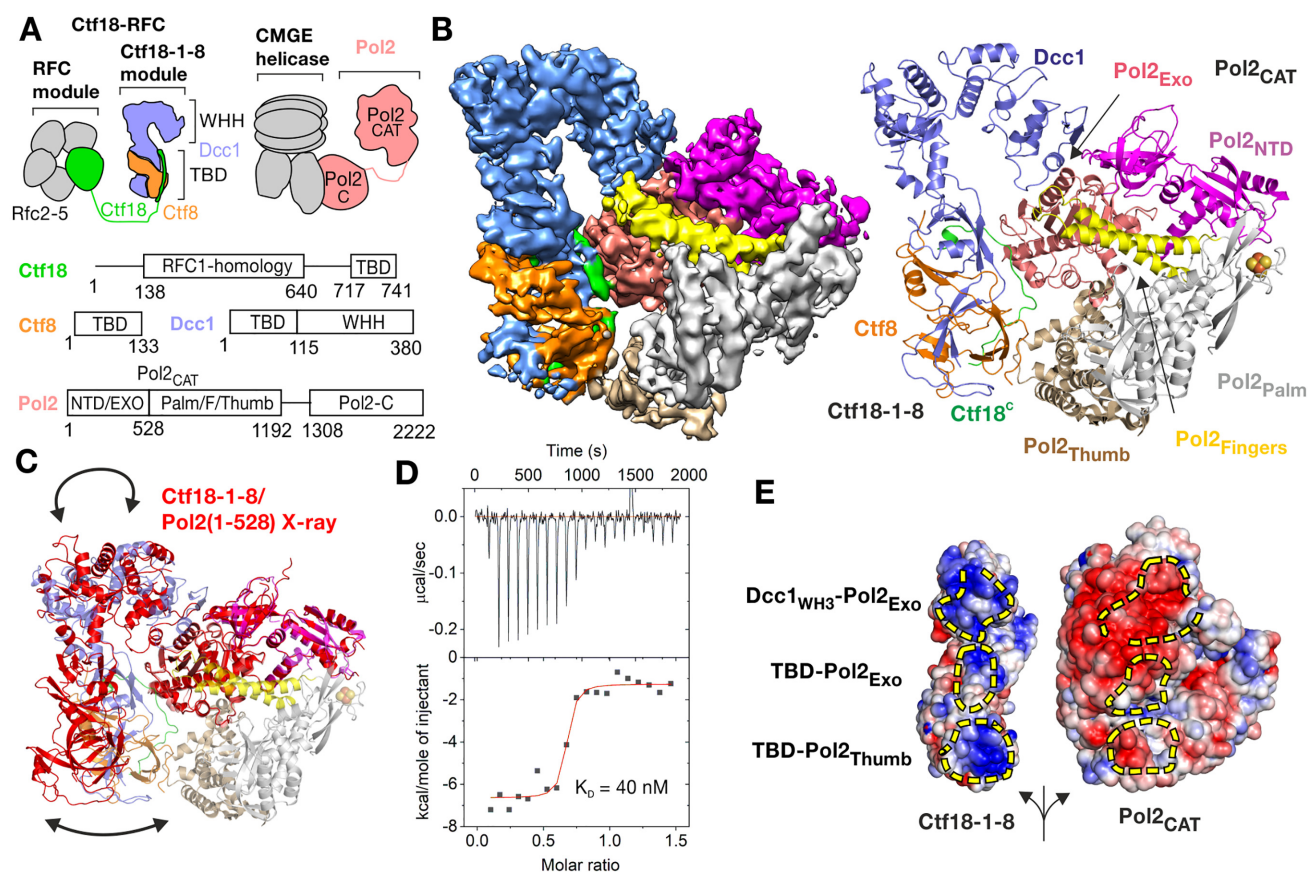 A
Ctf18-RFC
RFC
module
Ctf18-1-8
module
WHH
Dcc1
TBD
Rfc2-5
Ctf18
Ctf8
CMGE
helicase
Pol2
Pol2
CAT
Pol2
C
Ctf18
RFC1-homology
TBD
1
138
640
717
741
Ctf8
TBD
1
133
Dcc1
TBD
WHH
1
115
380
Pol2CAT
Pol2
NTD/EXO
Palm/F/Thumb
Pol2-C
1
528
1192
1308
2222
B
Dcc1
Pol2Exo
Pol2CAT
Pol2NTD
Ctf8
Pol2Palm
Ctf18-1-8
Ctf18C
Pol2Thumb
Pol2Fingers
C
Ctf18-1-8/
Pol2(1-528) X-ray
D
Time (s)
0 500 1000 1500 2000
0.0
-0.1
-0.2
µcal/sec
0
-2
-4
-6
-8
kcal/mole of injectant
KD = 40 nM
0.0 0.5 1.0 1.5
Molar ratio
E
Dcc1WH3-Pol2Exo
TBD-Pol2Exo
TBD-Pol2Thumb
Ctf18-1-8
Pol2CAT